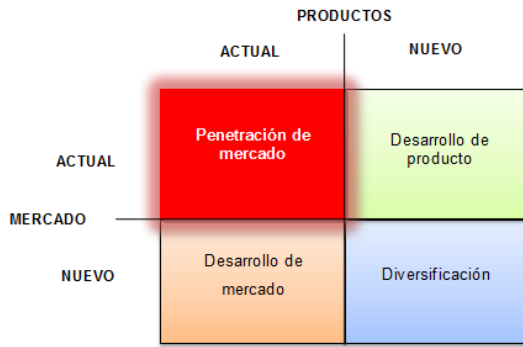 PRODUCTOS
ACTUAL
NUEVO
Penetración de
mercado
Desarrollo de
producto
ACTUAL
MERCADO
NUEVO
Desarrollo de
mercado
Diversificación